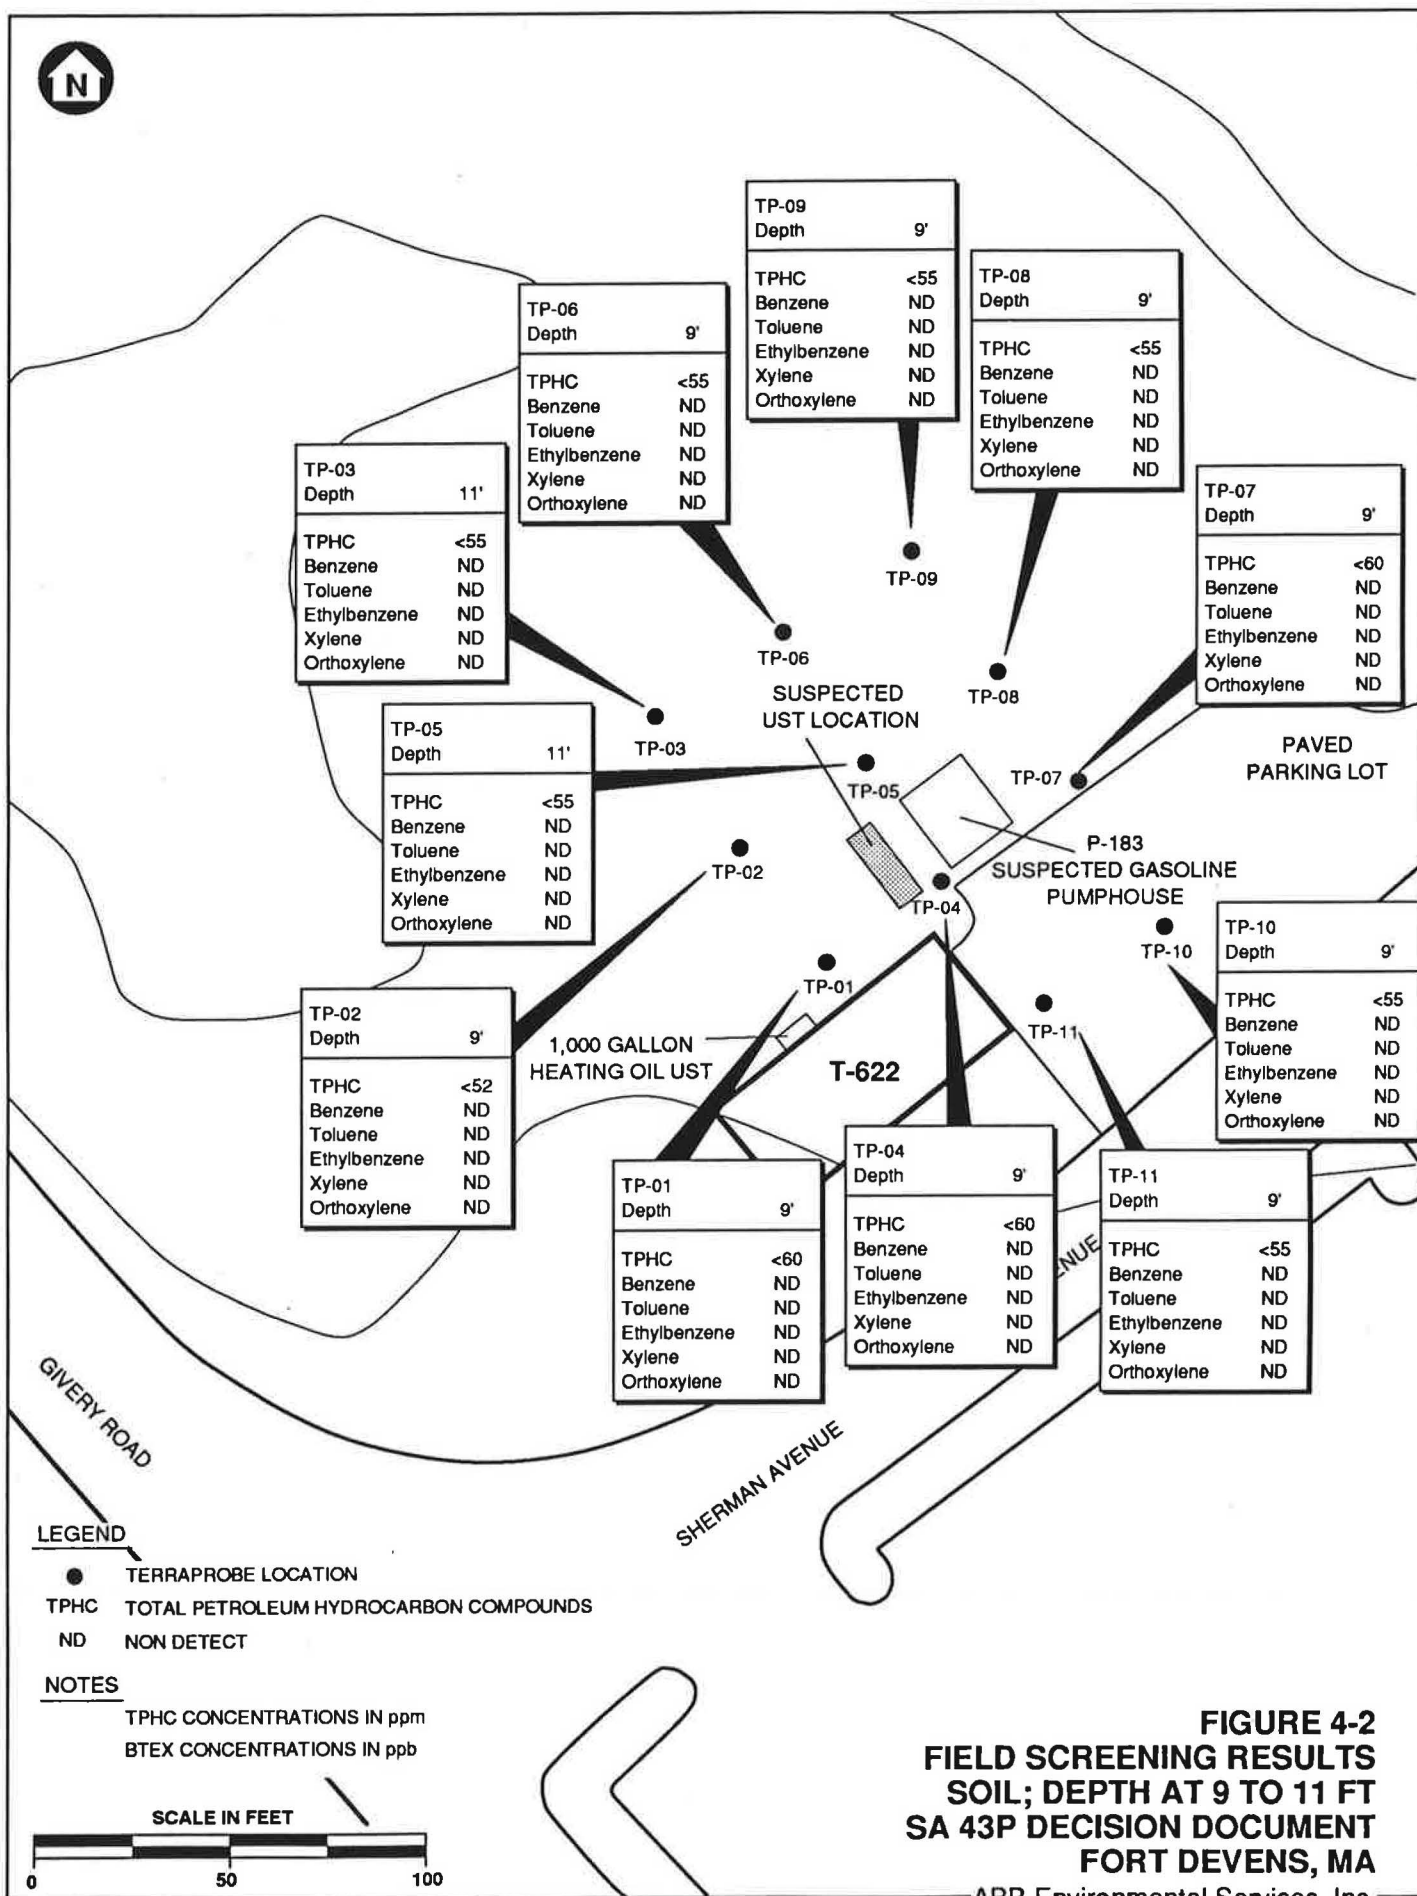 N
TP-09
Depth 9'
TPHC <55
Benzene ND
Toluene ND
Ethylbenzene ND
Xylene ND
Orthoxylene ND
TP-08
Depth 9'
TPHC <55
Benzene ND
Toluene ND
Ethylbenzene ND
Xylene ND
Orthoxylene ND
TP-06
Depth 9'
TPHC <55
Benzene ND
Toluene ND
Ethylbenzene ND
Xylene ND
Orthoxylene ND
TP-03
Depth 11'
TPHC <55
Benzene ND
Toluene ND
Ethylbenzene ND
Xylene ND
Orthoxylene ND
TP-07
Depth 9'
TPHC <60
Benzene ND
Toluene ND
Ethylbenzene ND
Xylene ND
Orthoxylene ND
TP-09
TP-06
TP-08
SUSPECTED
UST LOCATION
TP-03
TP-05
Depth 11'
TPHC <55
Benzene ND
Toluene ND
Ethylbenzene ND
Xylene ND
Orthoxylene ND
PAVED
PARKING LOT
TP-07
TP-05
P-183
SUSPECTED GASOLINE
PUMPHOUSE
TP-02
TP-04
TP-10
TP-10
Depth 9'
TPHC <55
Benzene ND
Toluene ND
Ethylbenzene ND
Xylene ND
Orthoxylene ND
TP-01
TP-11
TP-02
Depth 9'
TPHC <52
Benzene ND
Toluene ND
Ethylbenzene ND
Xylene ND
Orthoxylene ND
1,000 GALLON
HEATING OIL UST
T-622
TP-01
Depth 9'
TPHC <60
Benzene ND
Toluene ND
Ethylbenzene ND
Xylene ND
Orthoxylene ND
TP-04
Depth 9'
TPHC <60
Benzene ND
Toluene ND
Ethylbenzene ND
Xylene ND
Orthoxylene ND
ENUE
TP-11
Depth 9'
TPHC <55
Benzene ND
Toluene ND
Ethylbenzene ND
Xylene ND
Orthoxylene ND
GIVERY ROAD
SHERMAN AVENUE
LEGEND
TERRAPROBE LOCATION
TPHC TOTAL PETROLEUM HYDROCARBON COMPOUNDS
ND NON DETECT
NOTES
TPHC CONCENTRATIONS IN ppm
BTEX CONCENTRATIONS IN ppb
SCALE IN FEET
0 50 100
FIGURE 4-2
FIELD SCREENING RESULTS
SOIL; DEPTH AT 9 TO 11 FT
SA 43P DECISION DOCUMENT
FORT DEVENS, MA
Environmental Services, Inc.